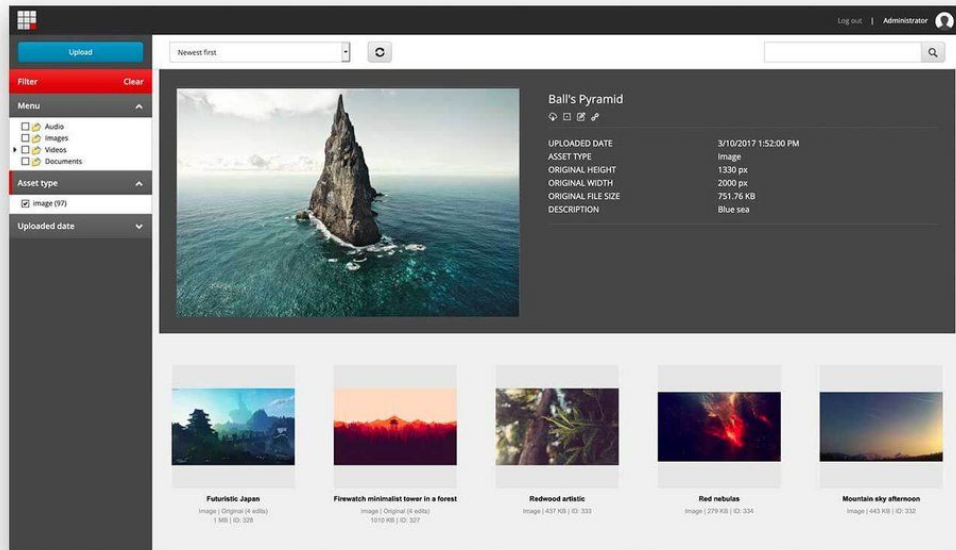 Log out | Administrator
Upload
Newest first
Filter Clear
Menu
Audio
Images
Videos
Documents
Asset type
image (97)
Uploaded date
Ball's Pyramid
UPLOADED DATE 3/10/2017 1:52:00 PM
ASSET TYPE Image
ORIGINAL HEIGHT 1330 px
ORIGINAL WIDTH 2000 px
ORIGINAL FILE SIZE 751.76 KB
DESCRIPTION Blue sea
Futuristic Japan
Image | Original (4 edits)
1 MB | ID: 328
Firewatch minimalist tower in a forest
Image | Original (4 edits)
1010 KB | ID: 327
Redwood artistic
Image | 437 KB | ID: 333
Red nebulas
Image | 279 KB | ID: 334
Mountain sky afternoon
Image | 443 KB | ID: 332